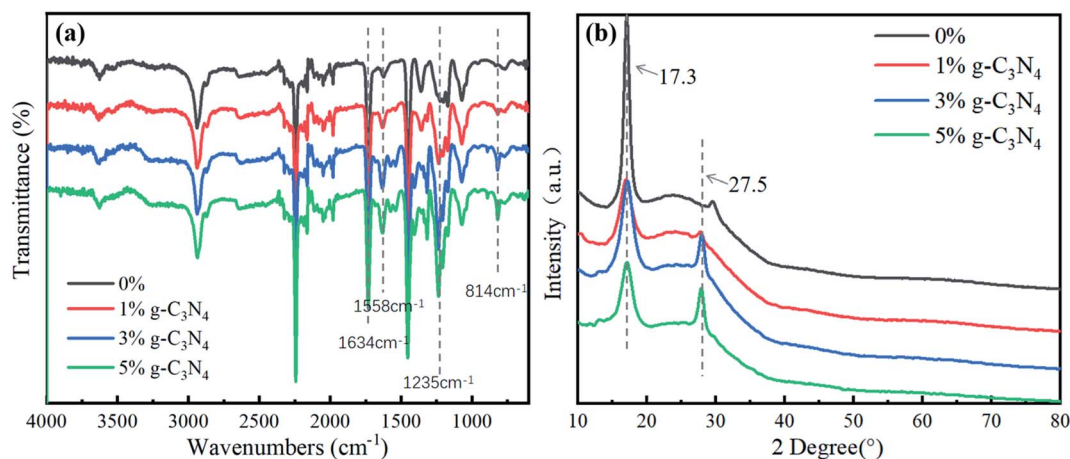 (a)
Transmittance (%)
0%
1% g-C₃N₄
3% g-C₃N₄
5% g-C₃N₄
1558cm⁻¹
1634cm⁻¹
1235cm⁻¹
814cm⁻¹
4000 3500 3000 2500 2000 1500 1000
Wavenumbers (cm⁻¹)
(b)
Intensity (a.u.)
17.3
27.5
0%
1% g-C₃N₄
3% g-C₃N₄
5% g-C₃N₄
10 20 30 40 50 60 70 80
2 Degree(°)